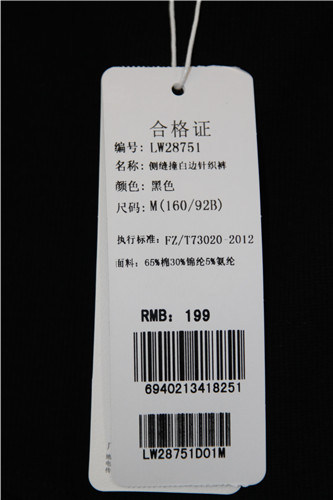 合格证
编号: LW28751
名称: 侧缝撞白边针织裤
颜色: 黑色
尺码: M(160/92B)
执行标准: FZ/T73020-2012
面料: 65%棉30%锦纶5%氨纶
RMB: 199
6940213418251
LW28751D01M